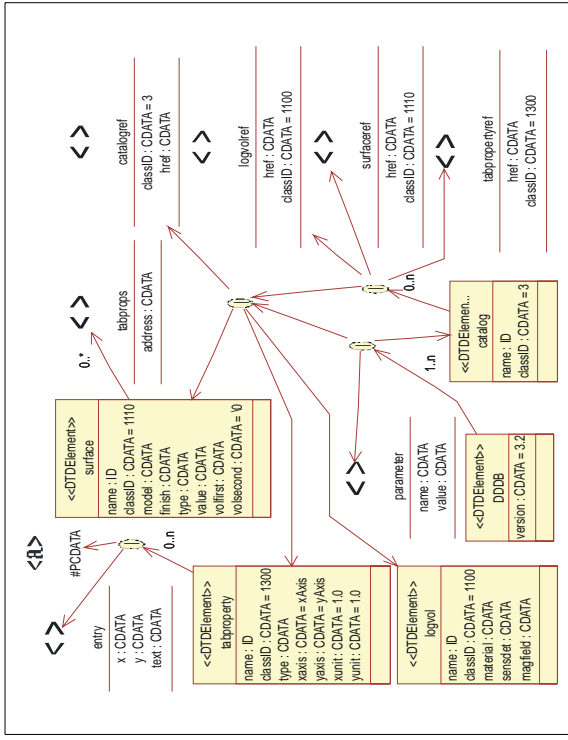 <a>
#PCDATA
< >
entry
x : CDATA
y : CDATA
text : CDATA
0..n
<<DTDElement>>
tabproperty
name : ID
classID : CDATA = 1300
type : CDATA
xaxis : CDATA = xAxis
yaxis : CDATA = yAxis
xunit : CDATA = 1.0
yunit : CDATA = 1.0
<<DTDElement>>
logvol
name : ID
classID : CDATA = 1100
material : CDATA
sensdet : CDATA
magfield : CDATA
<<DTDElement>>
surface
name : ID
classID : CDATA = 1110
model : CDATA
finish : CDATA
type : CDATA
value : CDATA
volfirst : CDATA
volsecond : CDATA = \0
0..*
< >
tabprops
address : CDATA
< >
parameter
name : CDATA
value : CDATA
<<DTDElement>>
DDDB
version : CDATA = 3.2
1..n
<<DTDElemen...
catalog
name : ID
classID : CDATA = 3
0..n
< >
catalogref
classID : CDATA = 3
href : CDATA
< >
logvolref
href : CDATA
classID : CDATA = 1100
< >
surfaceref
href : CDATA
classID : CDATA = 1110
< >
tabpropertyref
href : CDATA
classID : CDATA = 1300